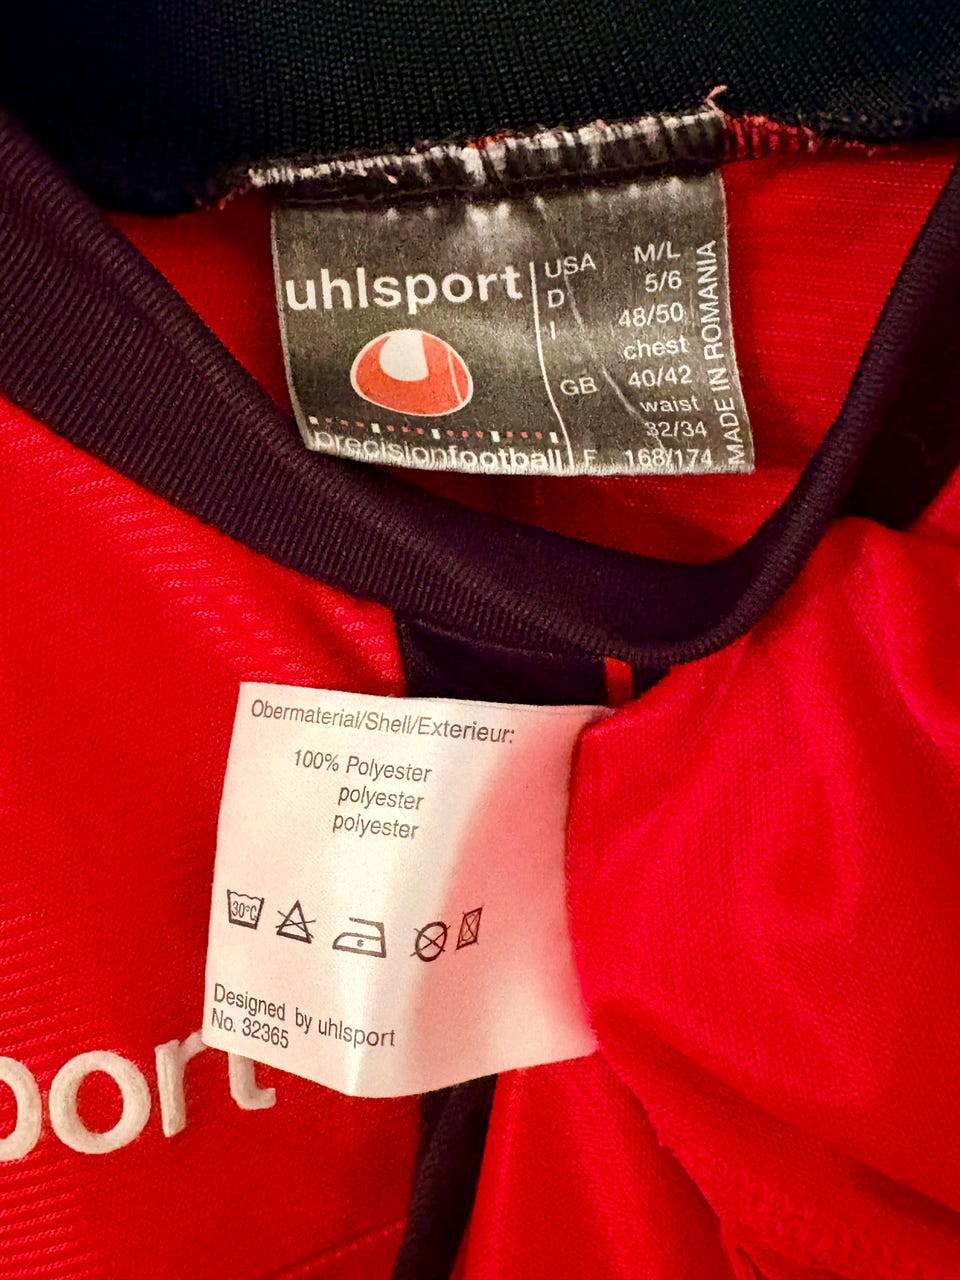 uhlsport
precisionfootball
USA M/L
D 5/6
I 48/50
chest
GB 40/42
waist
32/34
F 168/174
MADE IN ROMANIA
Obermaterial/Shell/Exterieur:
100% Polyester
polyester
polyester
30°C
Designed by uhlsport
No. 32365
port